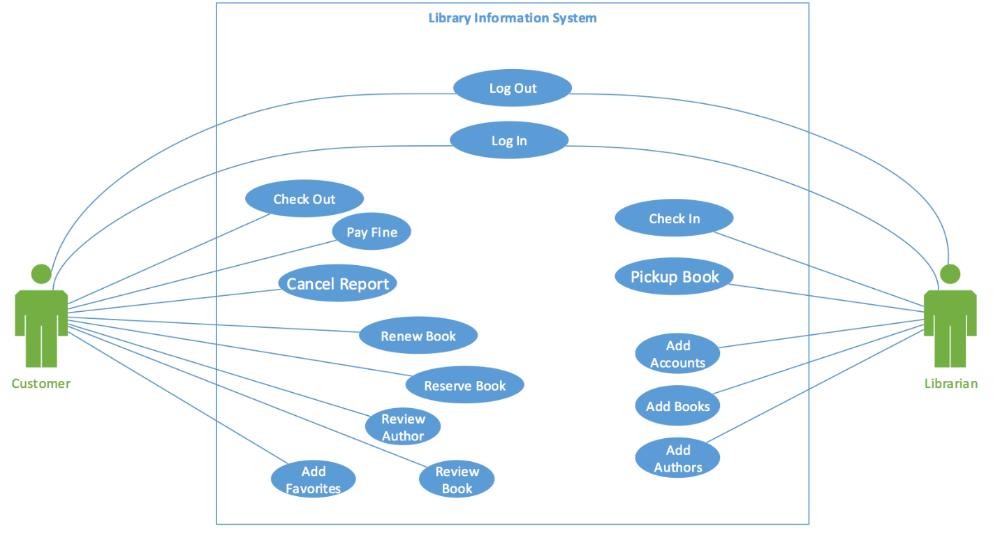 Library Information System
Log Out
Log In
Check Out
Check In
Pay Fine
Pickup Book
Cancel Report
Renew Book
Add
Accounts
Reserve Book
Customer
Librarian
Add Books
Review
Author
Add
Authors
Add
Favorites
Review
Book